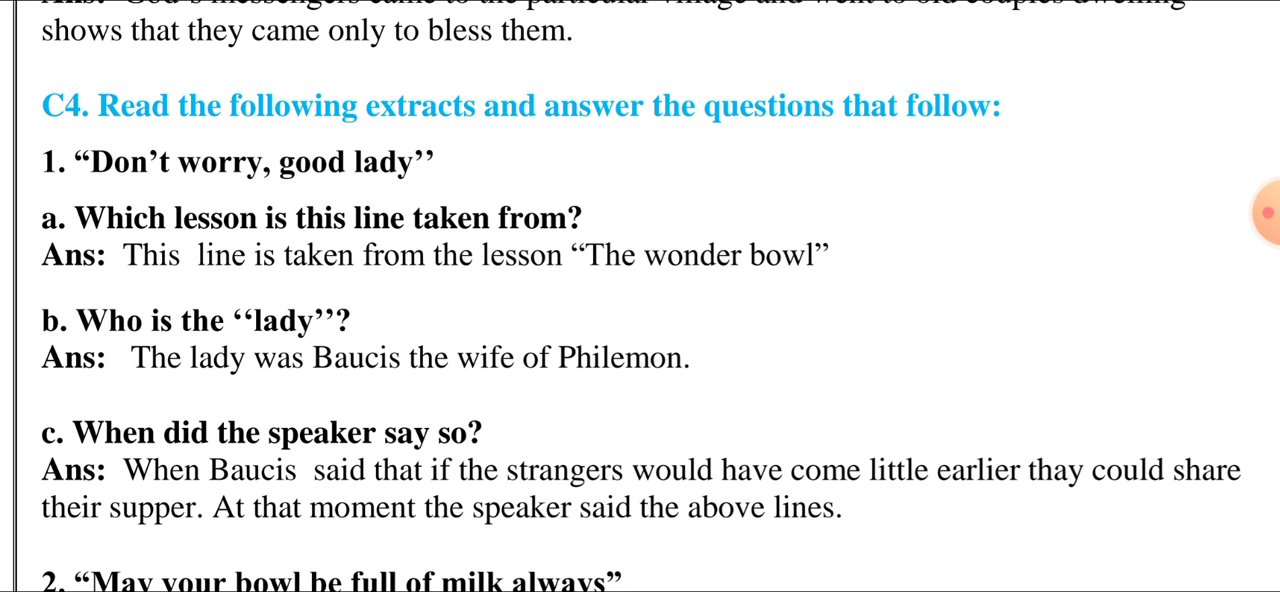 shows that they came only to bless them.
C4. Read the following extracts and answer the questions that follow:
1. “Don’t worry, good lady’’
a. Which lesson is this line taken from?
Ans: This line is taken from the lesson “The wonder bowl”
b. Who is the ‘‘lady’’?
Ans: The lady was Baucis the wife of Philemon.
c. When did the speaker say so?
Ans: When Baucis said that if the strangers would have come little earlier thay could share
their supper. At that moment the speaker said the above lines.
2. “May your bowl be full of milk always”